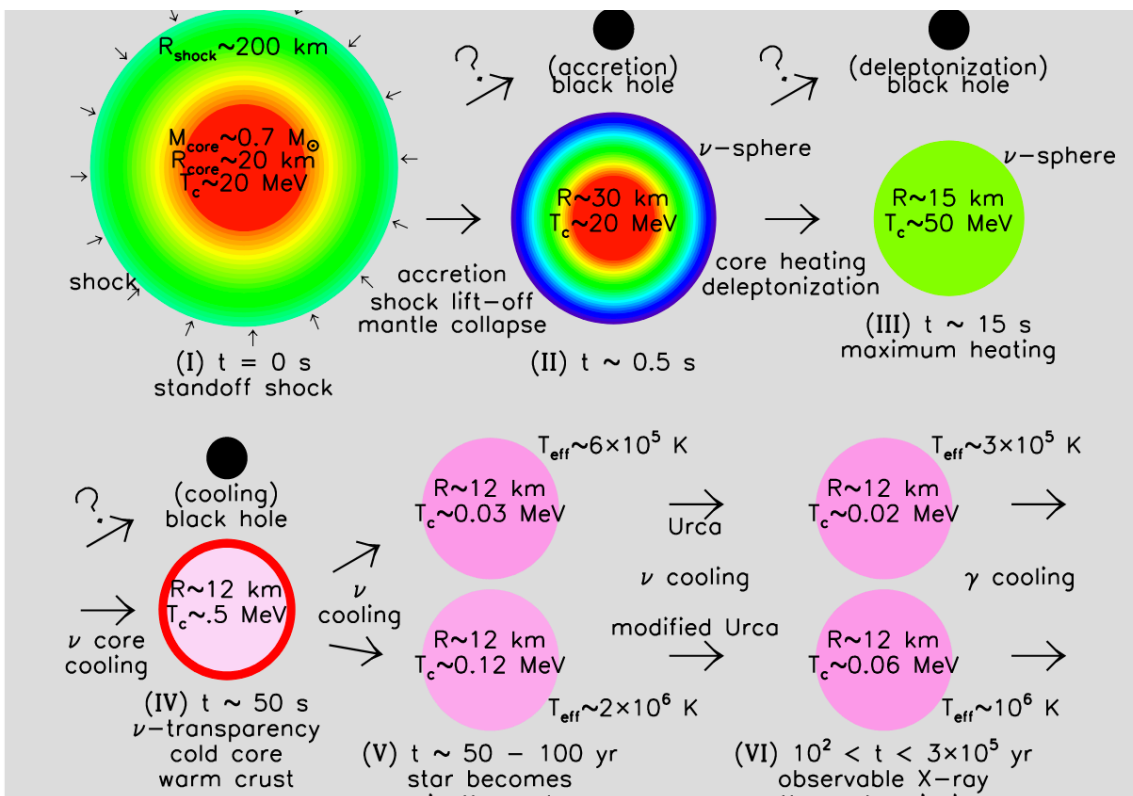 R_shock~200 km
M_core~0.7 M_⊙
R_core~20 km
T_c~20 MeV
shock
(I) t = 0 s
standoff shock
?
(accretion)
black hole
accretion
shock lift-off
mantle collapse
ν-sphere
R~30 km
T_c~20 MeV
(II) t ~ 0.5 s
?
(deleptonization)
black hole
core heating
deleptonization
ν-sphere
R~15 km
T_c~50 MeV
(III) t ~ 15 s
maximum heating
?
(cooling)
black hole
ν core
cooling
R~12 km
T_c~.5 MeV
(IV) t ~ 50 s
ν-transparency
cold core
warm crust
ν
cooling
T_eff~6×10^5 K
R~12 km
T_c~0.03 MeV
R~12 km
T_c~0.12 MeV
T_eff~2×10^6 K
(V) t ~ 50 – 100 yr
star becomes
Urca
ν cooling
modified Urca
T_eff~3×10^5 K
R~12 km
T_c~0.02 MeV
R~12 km
T_c~0.06 MeV
T_eff~10^6 K
γ cooling
(VI) 10^2 < t < 3×10^5 yr
observable X-ray